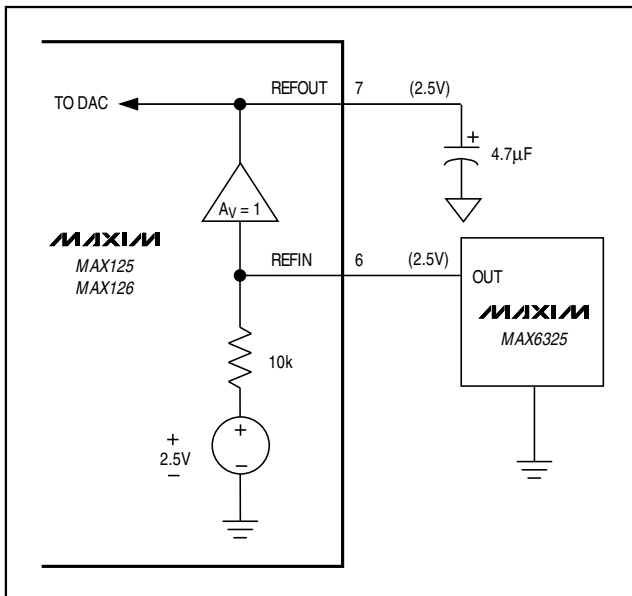 REFOUT 7 (2.5V)
TO DAC
+
4.7µF
AV = 1
MAXIM
MAX125
MAX126
REFIN 6 (2.5V)
OUT
MAXIM
MAX6325
10k
+
2.5V
−
+
−